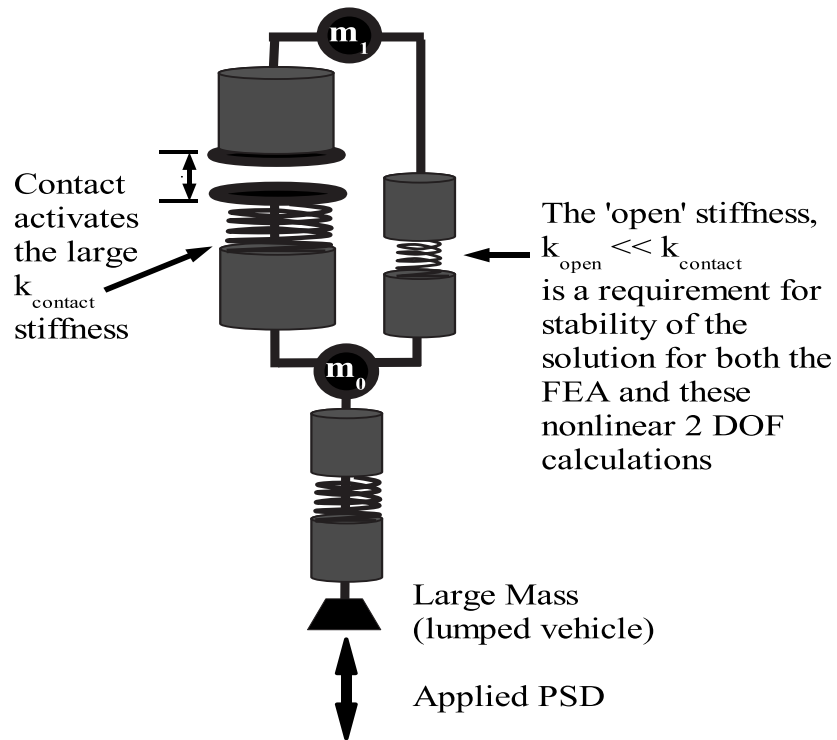 m1
Contact
activates
the large
kcontact
stiffness
The 'open' stiffness,
kopen << kcontact
is a requirement for
stability of the
solution for both the
FEA and these
nonlinear 2 DOF
calculations
m0
Large Mass
(lumped vehicle)
Applied PSD